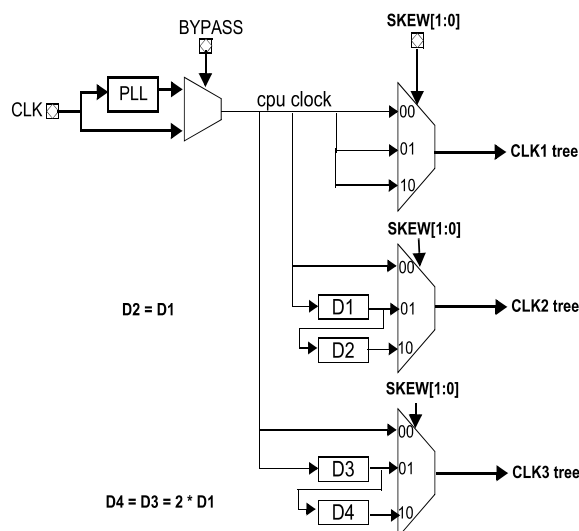 BYPASS
SKEW[1:0]
PLL
CLK
cpu clock
00
01
10
CLK1 tree
SKEW[1:0]
00
D1
01
D2
10
CLK2 tree
D2 = D1
SKEW[1:0]
00
D3
01
D4
10
CLK3 tree
D4 = D3 = 2 * D1